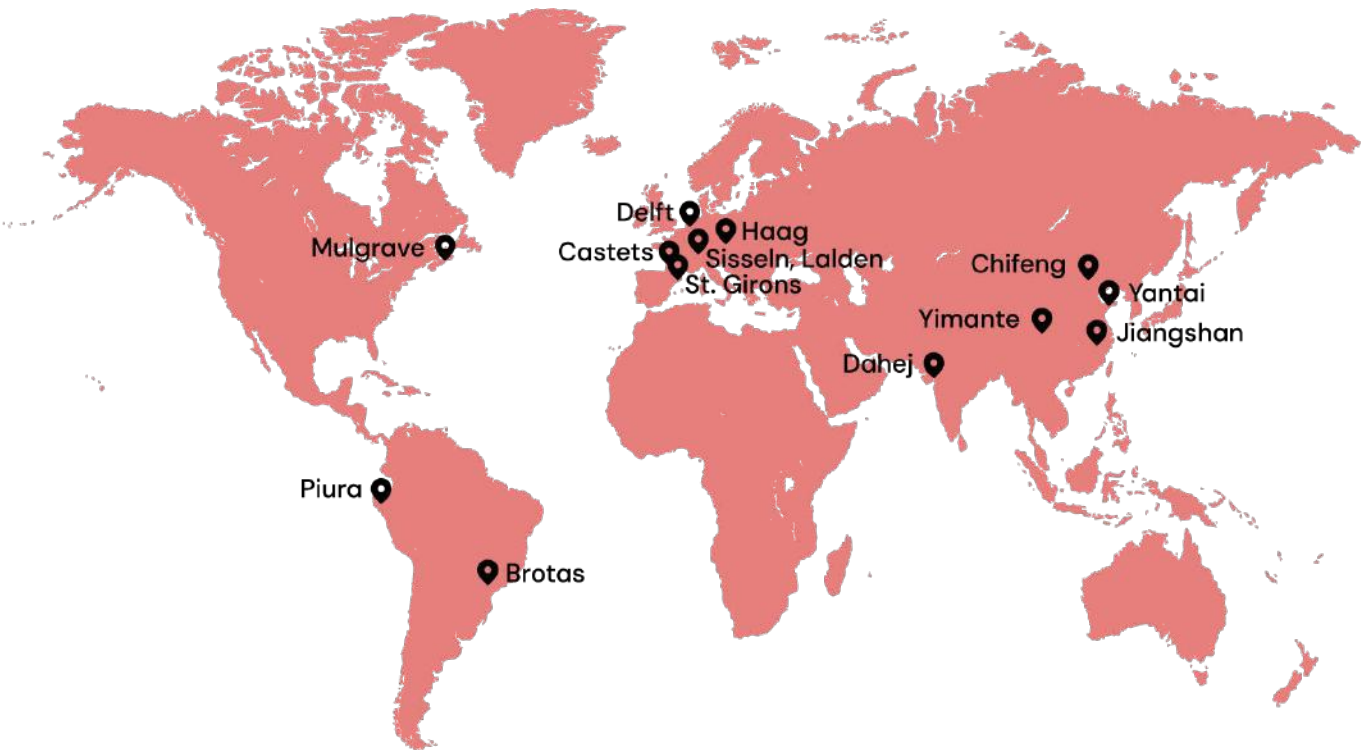 Delft
Haag
Mulgrave
Castets
Sisseln, Lalden
Chifeng
St. Girons
Yantai
Yimante
Jiangshan
Dahej
Piura
Brotas